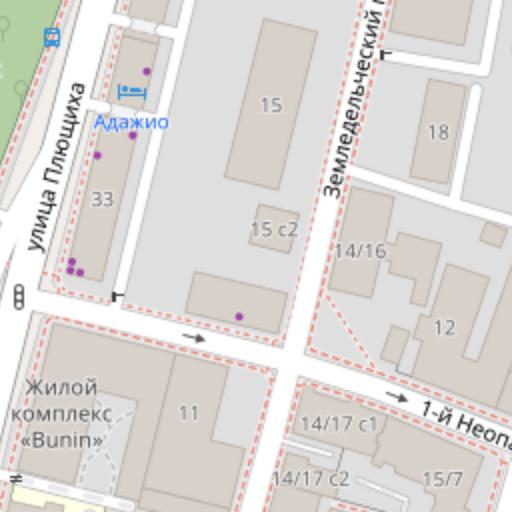 улица Плющиха
Адажио
33
15
Земледельческий
18
15 с2
14/16
12
Жилой
комплекс
«Bunin»
11
14/17 с1
14/17 с2
15/7
1-й